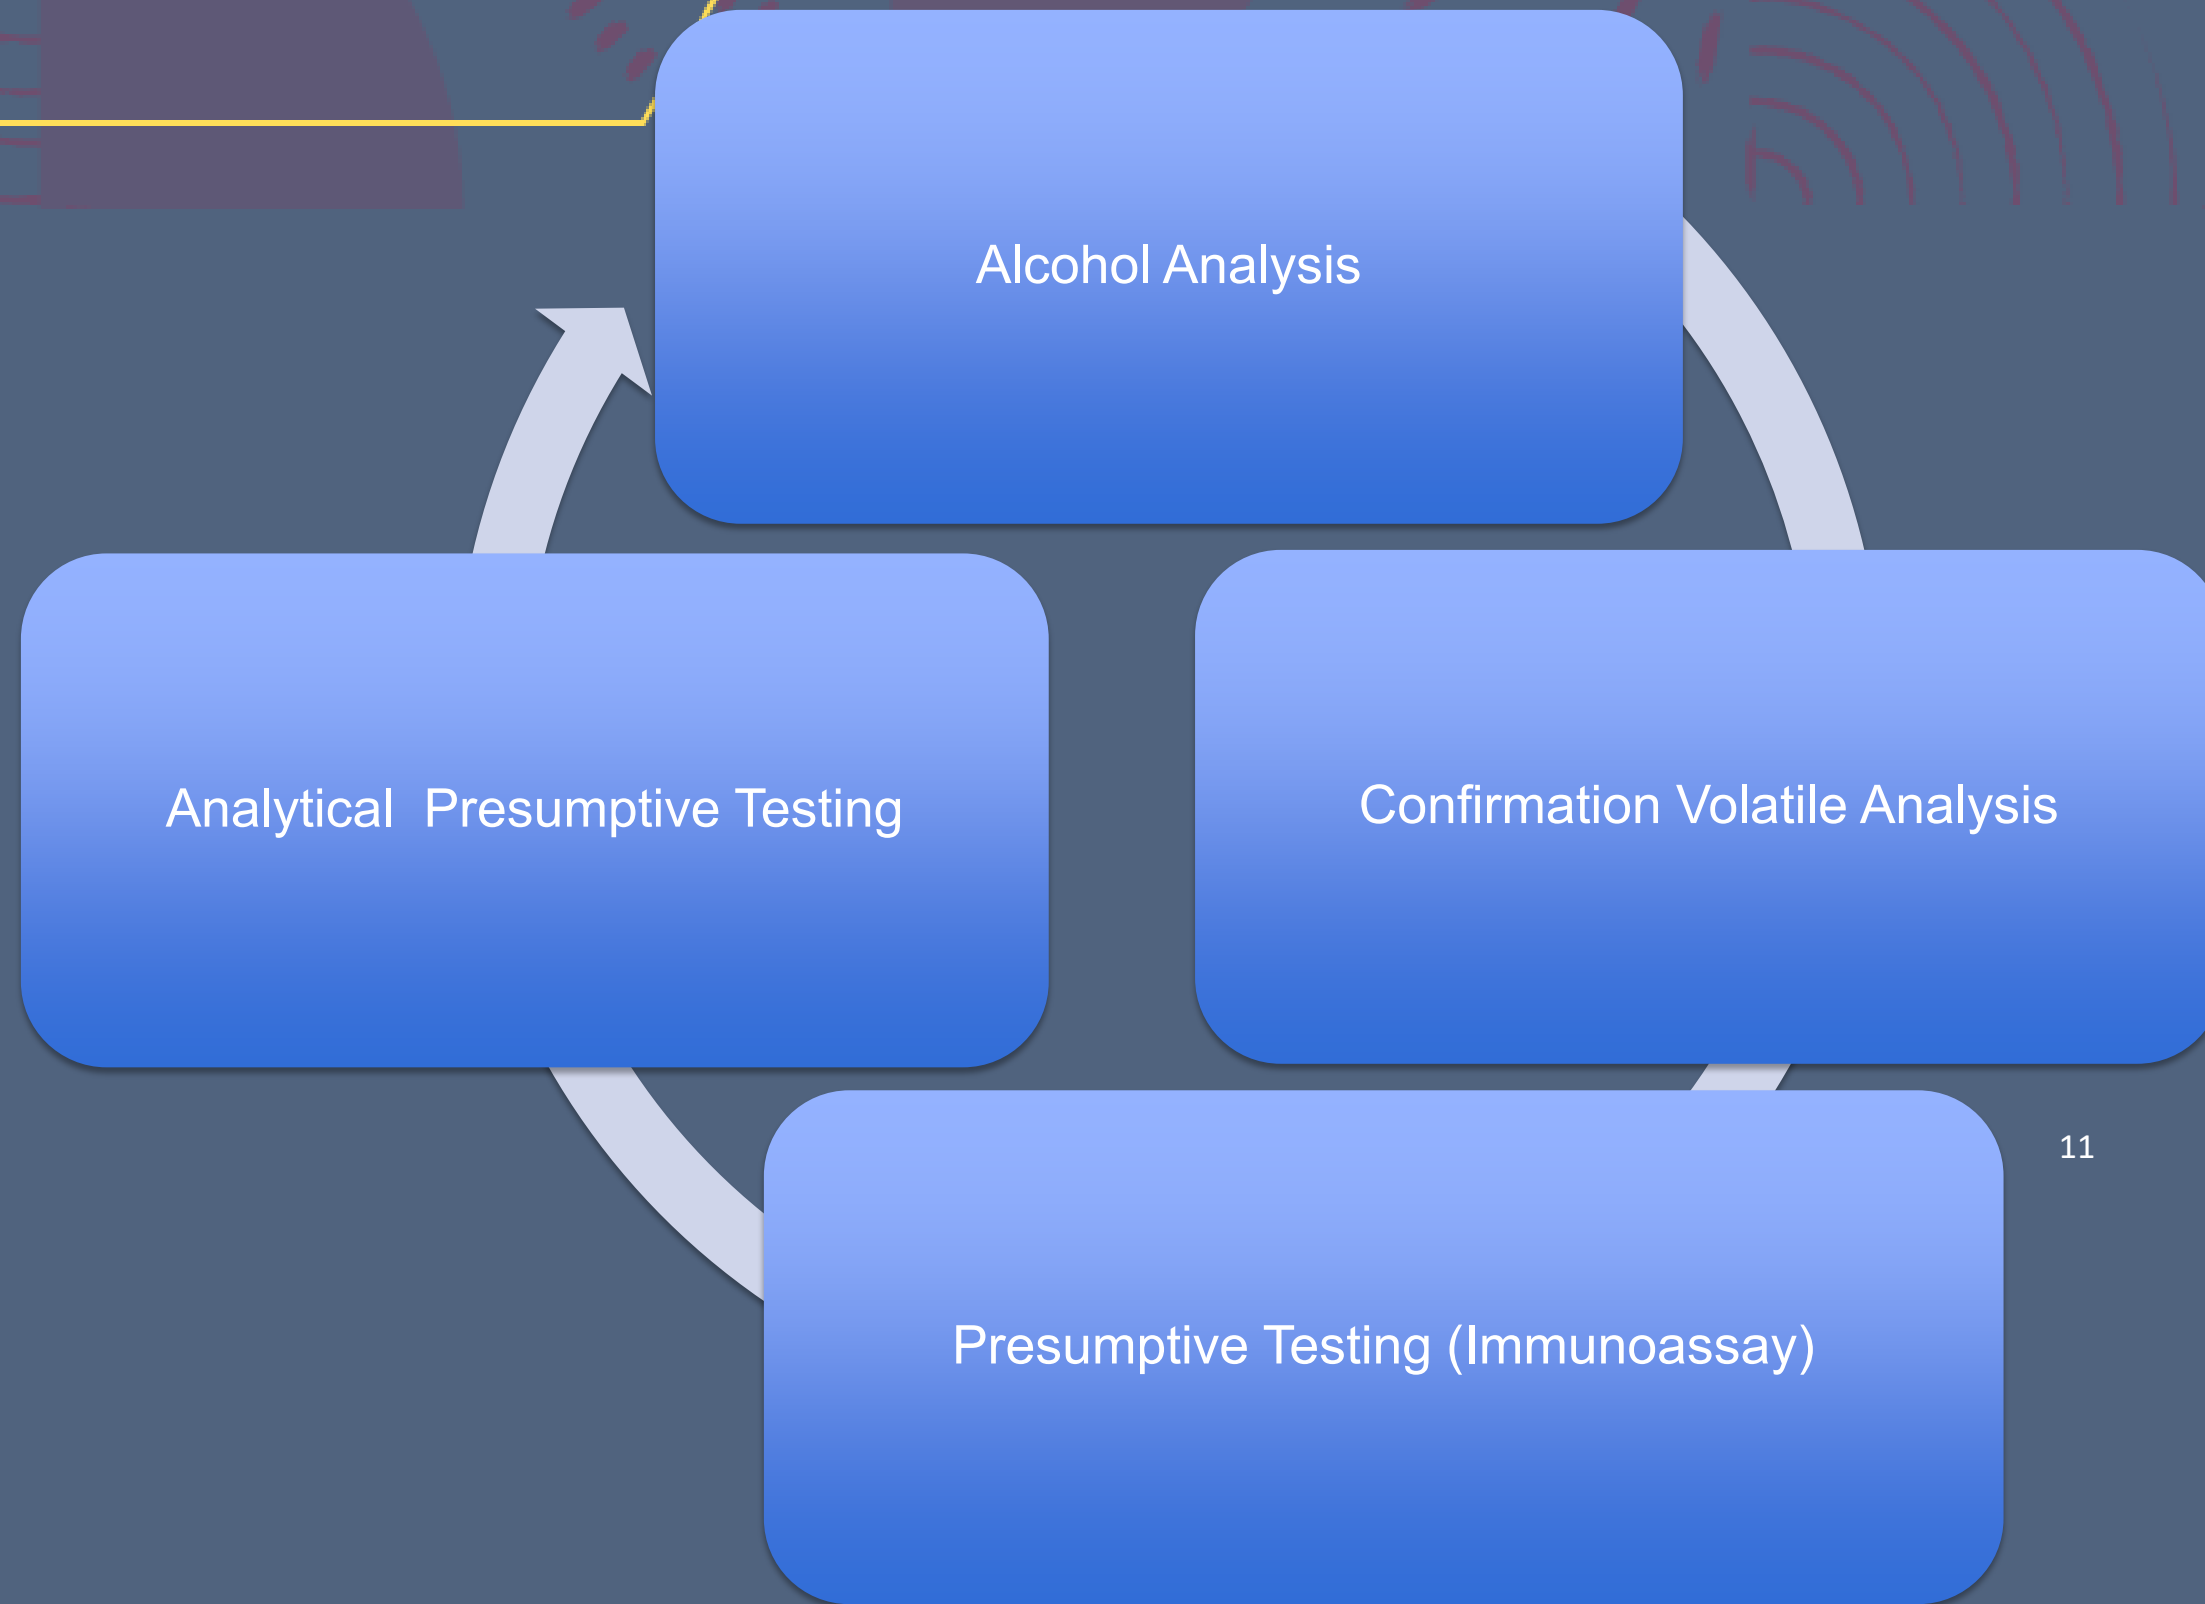 Alcohol Analysis
Analytical  Presumptive Testing
Confirmation Volatile Analysis
11
Presumptive Testing (Immunoassay)